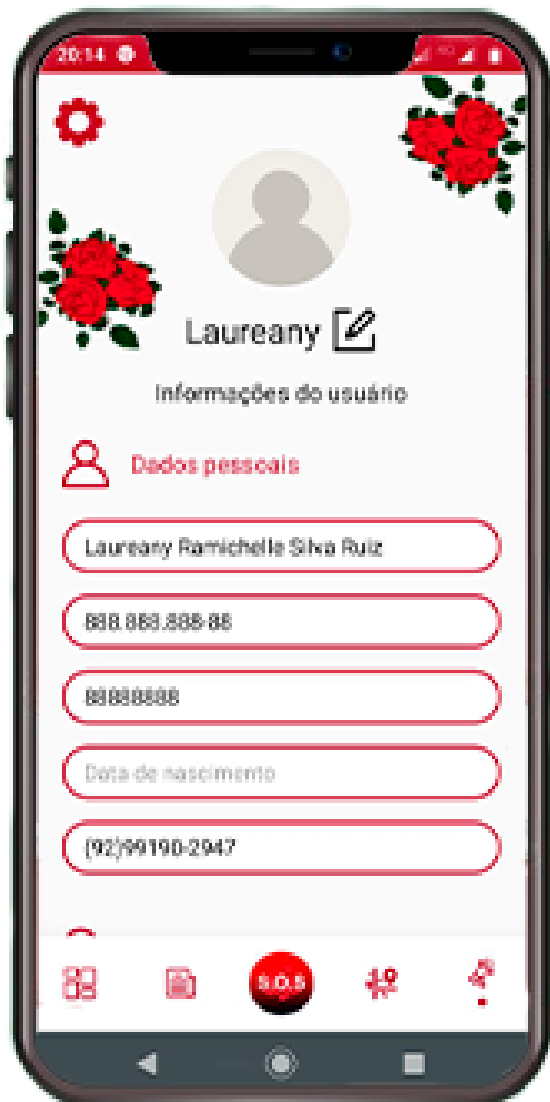 20:14
Laureany
Informações do usuário
Dados pessoais
Laureany Ramichelle Silva Ruiz
888.888.888-88
88888888
Data de nascimento
(92)99190-2947
S.O.S